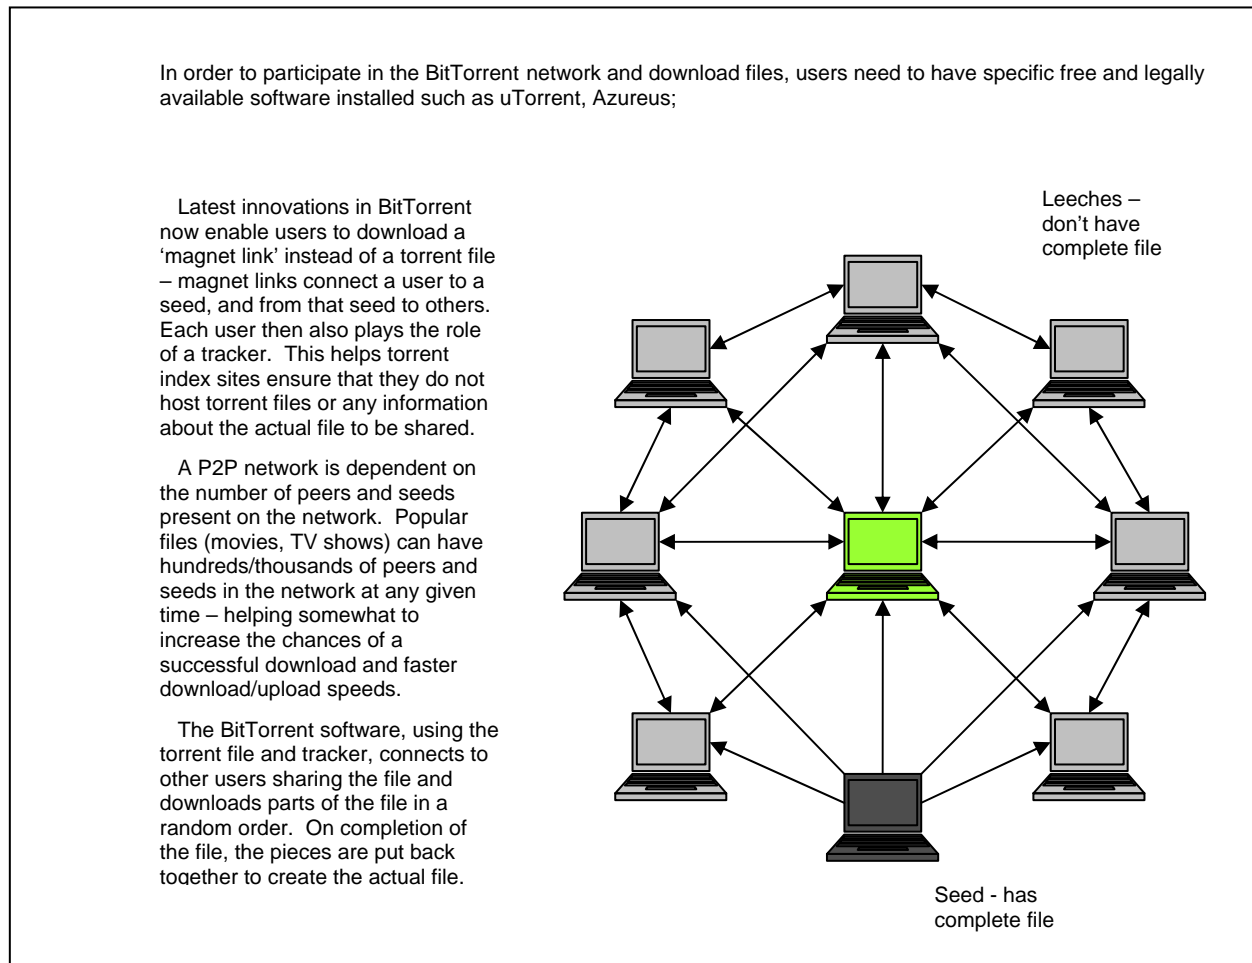 In order to participate in the BitTorrent network and download files, users need to have specific free and legally
available software installed such as uTorrent, Azureus;
Latest innovations in BitTorrent
now enable users to download a
‘magnet link’ instead of a torrent file
– magnet links connect a user to a
seed, and from that seed to others.
Each user then also plays the role
of a tracker.  This helps torrent
index sites ensure that they do not
host torrent files or any information
about the actual file to be shared.
A P2P network is dependent on
the number of peers and seeds
present on the network.  Popular
files (movies, TV shows) can have
hundreds/thousands of peers and
seeds in the network at any given
time – helping somewhat to
increase the chances of a
successful download and faster
download/upload speeds.
The BitTorrent software, using the
torrent file and tracker, connects to
other users sharing the file and
downloads parts of the file in a
random order.  On completion of
the file, the pieces are put back
together to create the actual file.
Leeches –
don’t have
complete file
Seed - has
complete file